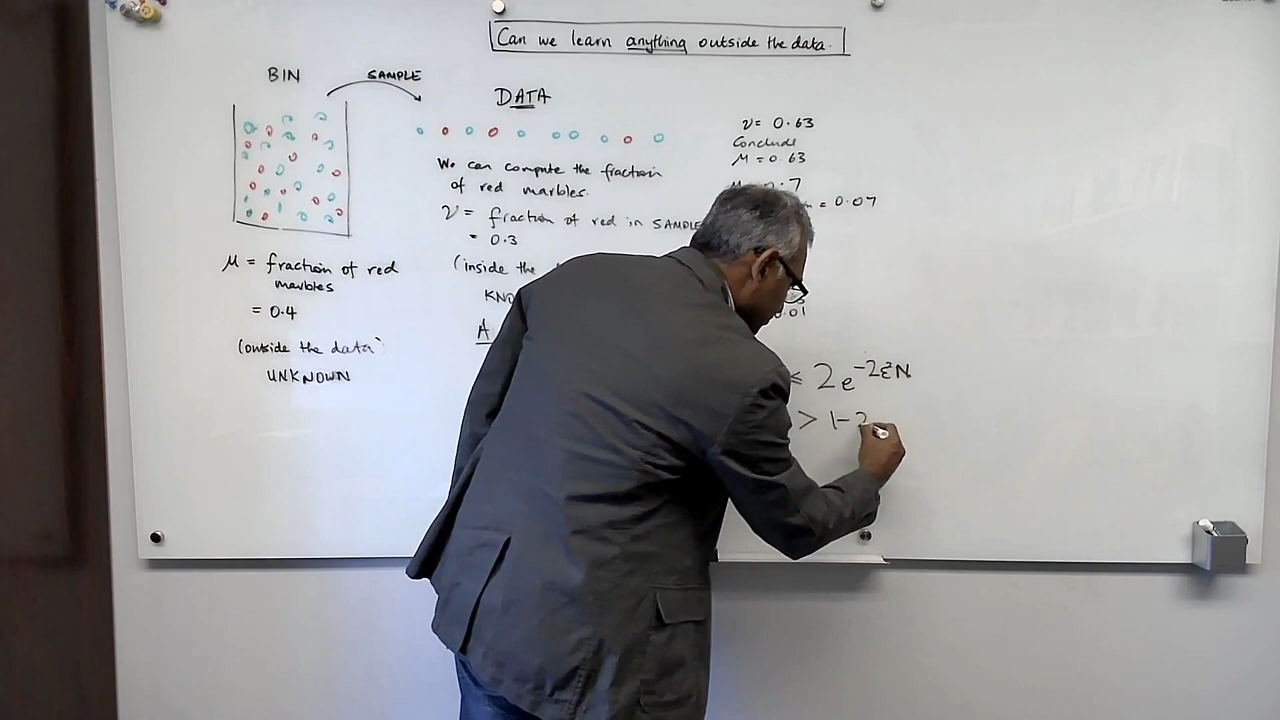 Can we learn anything outside the data.
BIN
SAMPLE
DATA
We can compute the fraction
of red marbles.
ν = fraction of red in SAMPLE
= 0.3
(inside the
KNO
A
μ = fraction of red
marbles
= 0.4
(outside the data)
UNKNOWN
ν = 0.63
Conclude
μ = 0.63
= 0.07
0.01
≤ 2e^{-2ε²N}
> 1-2